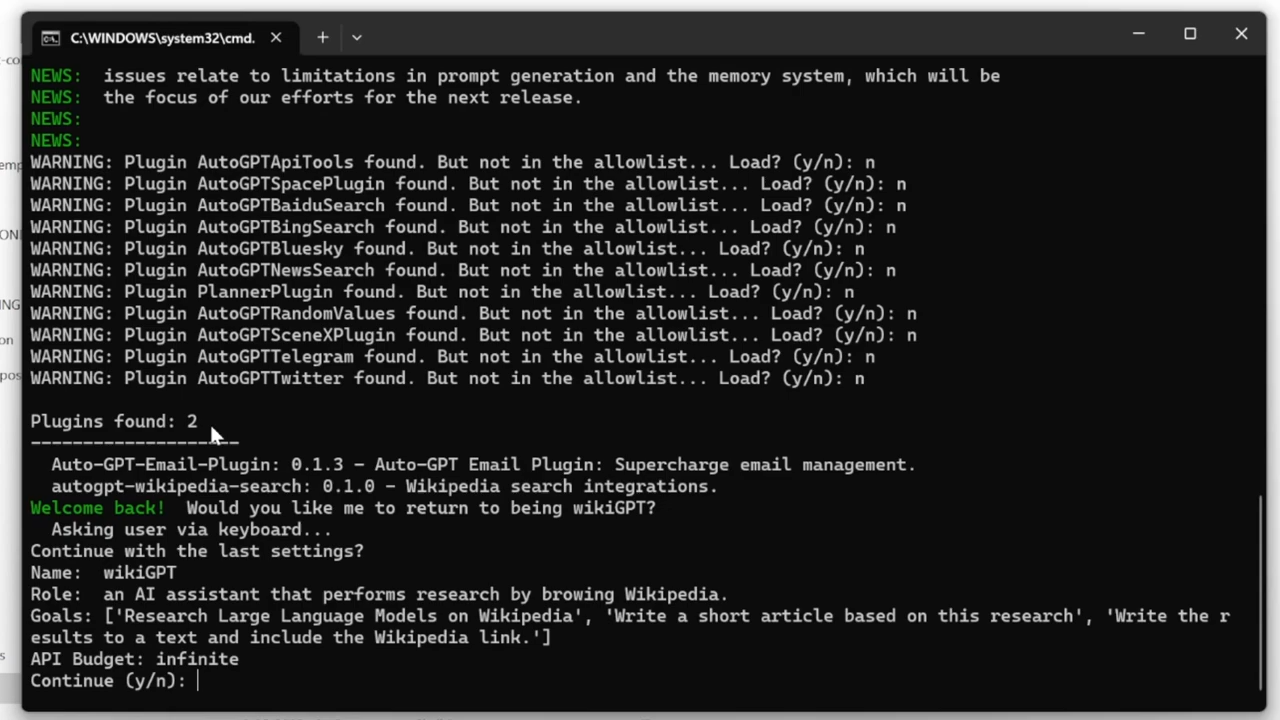 C:\WINDOWS\system32\cmd.
NEWS:  issues relate to limitations in prompt generation and the memory system, which will be
NEWS:  the focus of our efforts for the next release.
NEWS:
NEWS:
WARNING: Plugin AutoGPTApiTools found. But not in the allowlist... Load? (y/n): n
WARNING: Plugin AutoGPTSpacePlugin found. But not in the allowlist... Load? (y/n): n
WARNING: Plugin AutoGPTBaiduSearch found. But not in the allowlist... Load? (y/n): n
WARNING: Plugin AutoGPTBingSearch found. But not in the allowlist... Load? (y/n): n
WARNING: Plugin AutoGPTBluesky found. But not in the allowlist... Load? (y/n): n
WARNING: Plugin AutoGPTNewsSearch found. But not in the allowlist... Load? (y/n): n
WARNING: Plugin PlannerPlugin found. But not in the allowlist... Load? (y/n): n
WARNING: Plugin AutoGPTRandomValues found. But not in the allowlist... Load? (y/n): n
WARNING: Plugin AutoGPTSceneXPlugin found. But not in the allowlist... Load? (y/n): n
WARNING: Plugin AutoGPTTelegram found. But not in the allowlist... Load? (y/n): n
WARNING: Plugin AutoGPTTwitter found. But not in the allowlist... Load? (y/n): n
Plugins found: 2
--------------------
Auto-GPT-Email-Plugin: 0.1.3 - Auto-GPT Email Plugin: Supercharge email management.
autogpt-wikipedia-search: 0.1.0 - Wikipedia search integrations.
Welcome back!  Would you like me to return to being wikiGPT?
Asking user via keyboard...
Continue with the last settings?
Name:  wikiGPT
Role:  an AI assistant that performs research by browing Wikipedia.
Goals: ['Research Large Language Models on Wikipedia', 'Write a short article based on this research', 'Write the r
esults to a text and include the Wikipedia link.']
API Budget: infinite
Continue (y/n):